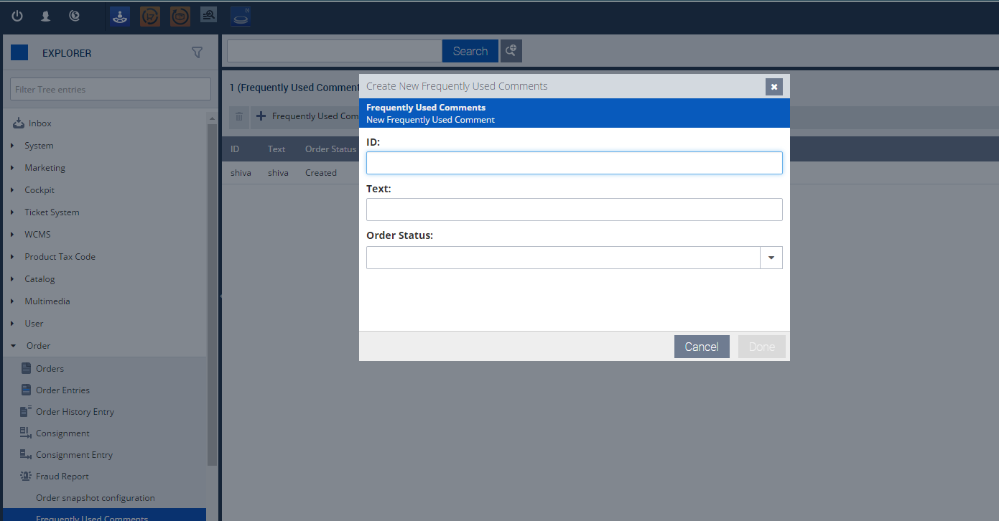 EXPLORER
Filter Tree entries
Inbox
System
Marketing
Cockpit
Ticket System
WCMS
Product Tax Code
Catalog
Multimedia
User
Order
Orders
Order Entries
Order History Entry
Consignment
Consignment Entry
Fraud Report
Order snapshot configuration
Frequently Used Comments
Search
1 (Frequently Used Comment
Frequently Used Com
ID Text Order Status
shiva shiva Created
Create New Frequently Used Comments
Frequently Used Comments
New Frequently Used Comment
ID:
Text:
Order Status:
Cancel Done